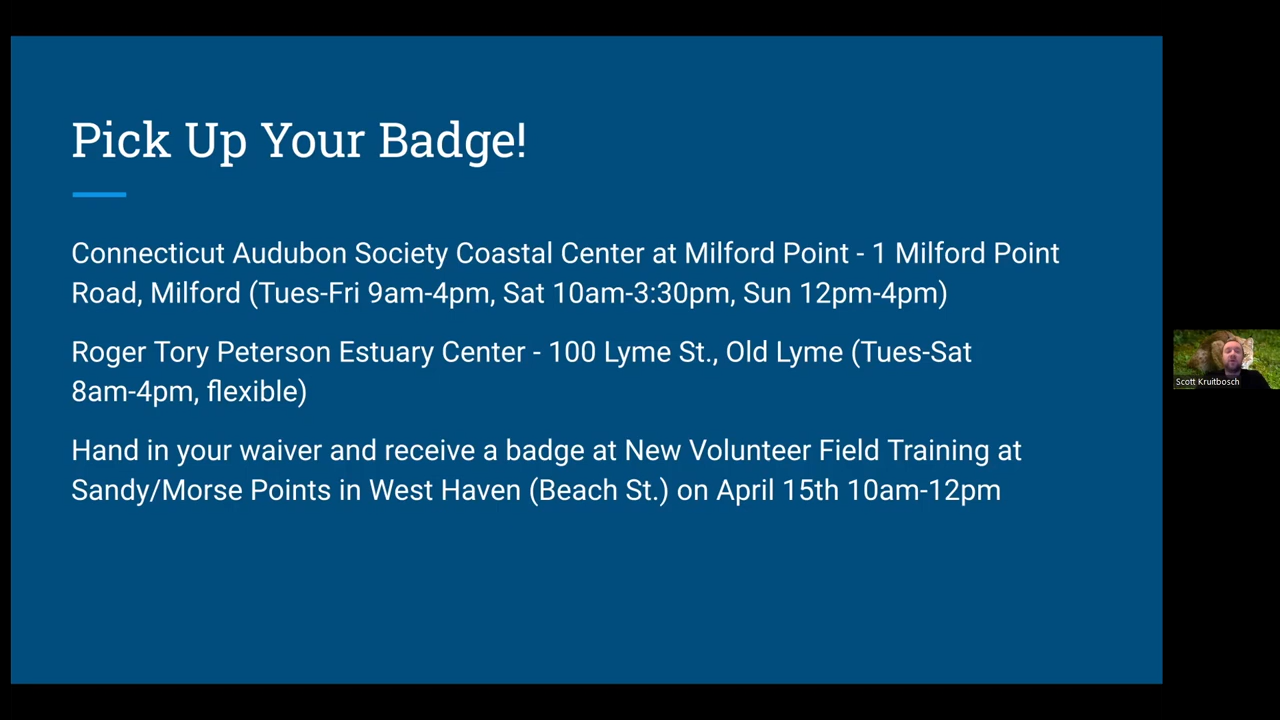 Pick Up Your Badge!
Connecticut Audubon Society Coastal Center at Milford Point - 1 Milford Point
Road, Milford (Tues-Fri 9am-4pm, Sat 10am-3:30pm, Sun 12pm-4pm)
Roger Tory Peterson Estuary Center - 100 Lyme St., Old Lyme (Tues-Sat
8am-4pm, flexible)
Hand in your waiver and receive a badge at New Volunteer Field Training at
Sandy/Morse Points in West Haven (Beach St.) on April 15th 10am-12pm
Scott Kruitbosch